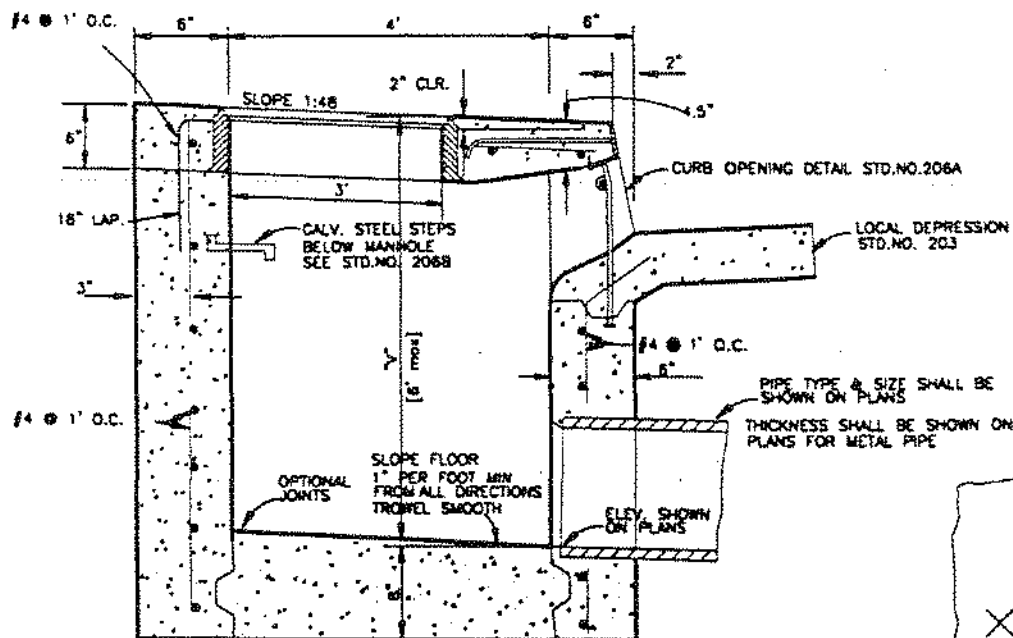 #4 @ 1' O.C.
6"
4'
6"
2"
2" CLR.
SLOPE 1:48
4.5"
6"
CURB OPENING DETAIL STD.NO.206A
3'
18" LAP.
GALV. STEEL STEPS
BELOW MANHOLE
SEE STD.NO. 206B
LOCAL DEPRESSION
STD.NO. 203
3"
"V"
[8' max]
#4 @ 1' O.C.
6"
PIPE TYPE & SIZE SHALL BE
SHOWN ON PLANS
THICKNESS SHALL BE SHOWN ON
PLANS FOR METAL PIPE
#4 @ 1' O.C.
SLOPE FLOOR
1" PER FOOT MIN
FROM ALL DIRECTIONS
TROWEL SMOOTH
OPTIONAL
JOINTS
ELEV. SHOWN
ON PLANS